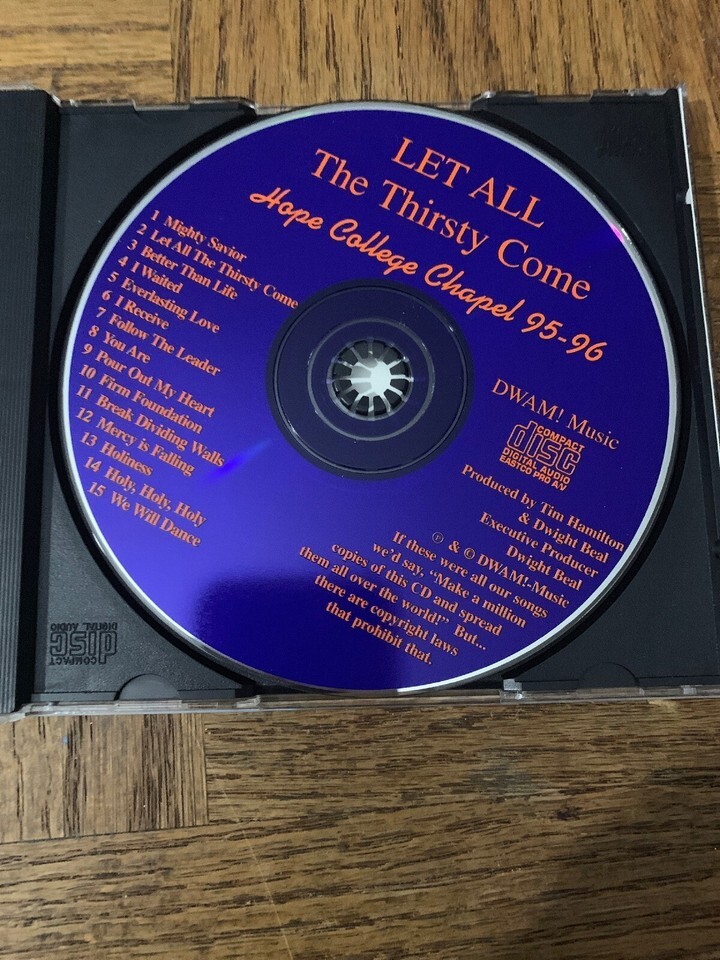 LET ALL
The Thirsty Come
Hope College Chapel 95-96
1 Mighty Savior
2 Let All The Thirsty Come
3 Better Than Life
4 I Waited
5 Everlasting Love
6 I Receive
7 Follow The Leader
8 You Are
9 Pour Out My Heart
10 Firm Foundation
11 Break Dividing Walls
12 Mercy is Falling
13 Holiness
14 Holy, Holy, Holy
15 We Will Dance
DWAM! Music
COMPACT
disc
DIGITAL AUDIO
EASTCO PRO A/V
Produced by Tim Hamilton
& Dwight Beal
Executive Producer
Dwight Beal
℗ & © DWAM!-Music
If these were all our songs
we'd say, "Make a million
copies of this CD and spread
them all over the world!" But...
there are copyright laws
that prohibit that.
COMPACT
disc
DIGITAL AUDIO